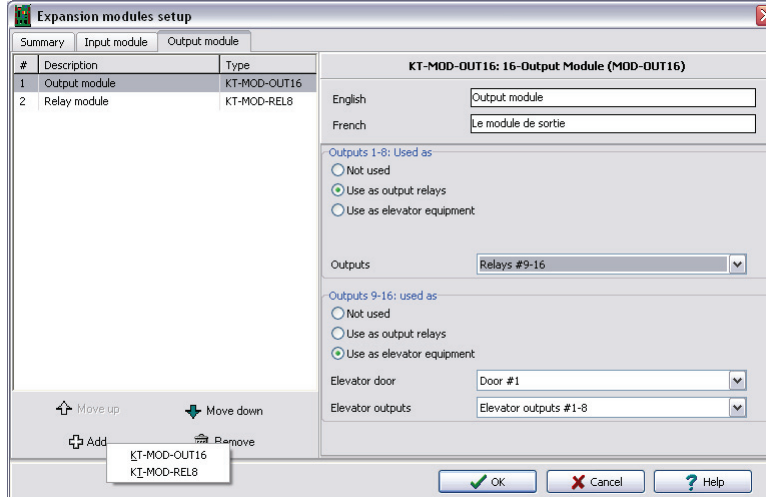 Expansion modules setup
Summary Input module Output module
# Description Type
1 Output module KT-MOD-OUT16
2 Relay module KT-MOD-REL8
Move up Move down
Add Remove
KT-MOD-OUT16
KT-MOD-REL8
KT-MOD-OUT16: 16-Output Module (MOD-OUT16)
English Output module
French Le module de sortie
Outputs 1-8: Used as
Not used
Use as output relays
Use as elevator equipment
Outputs Relays #9-16
Outputs 9-16: used as
Not used
Use as output relays
Use as elevator equipment
Elevator door Door #1
Elevator outputs Elevator outputs #1-8
OK Cancel Help